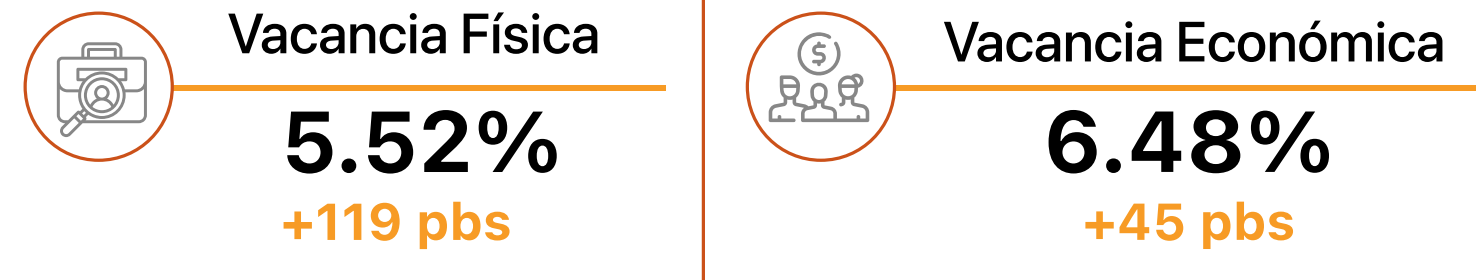 Vacancia Física
5.52%
+119 pbs
Vacancia Económica
$
6.48%
+45 pbs